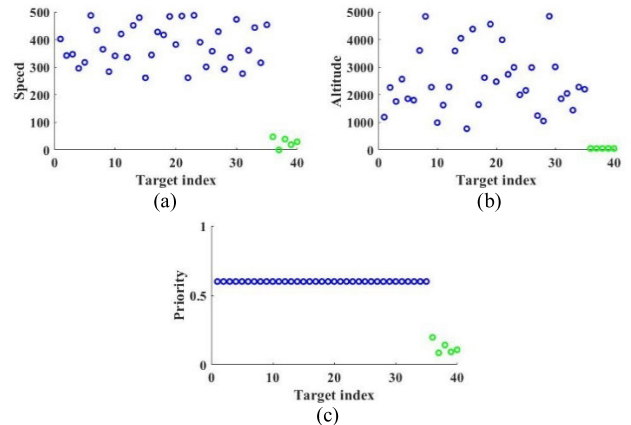 500
400
300
200
100
0
Speed
0 10 20 30 40
Target index
(a)
5000
4000
3000
2000
1000
0
Altitude
0 10 20 30 40
Target index
(b)
1
0.5
0
Priority
0 10 20 30 40
Target index
(c)